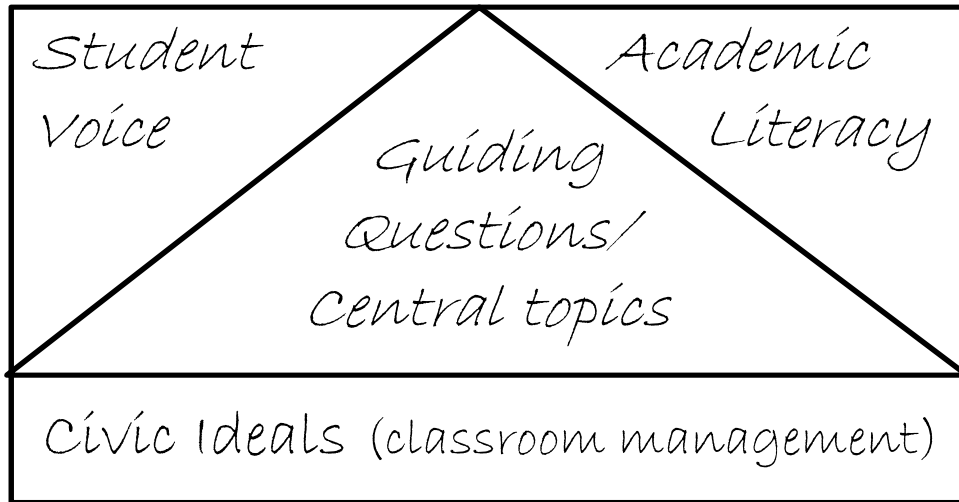 Student
Voice
Academic
Literacy
Guiding
Questions/
Central topics
Civic Ideals (classroom management)